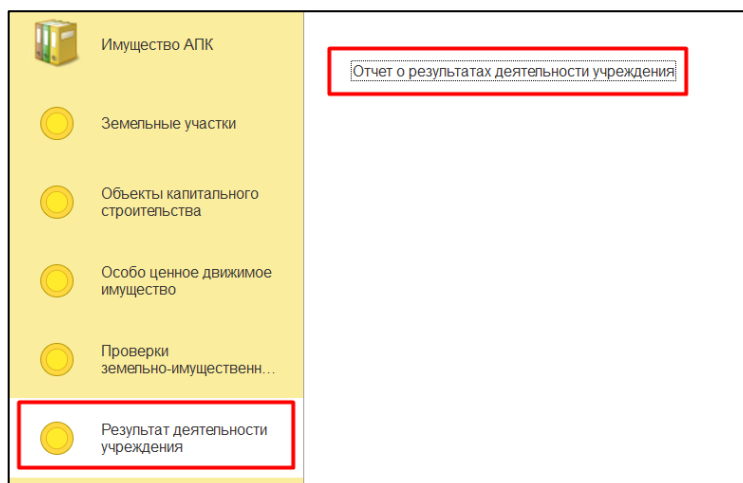 Имущество АПК
Отчет о результатах деятельности учреждения
Земельные участки
Объекты капитального
строительства
Особо ценное движимое
имущество
Проверки
земельно-имущественн...
Результат деятельности
учреждения